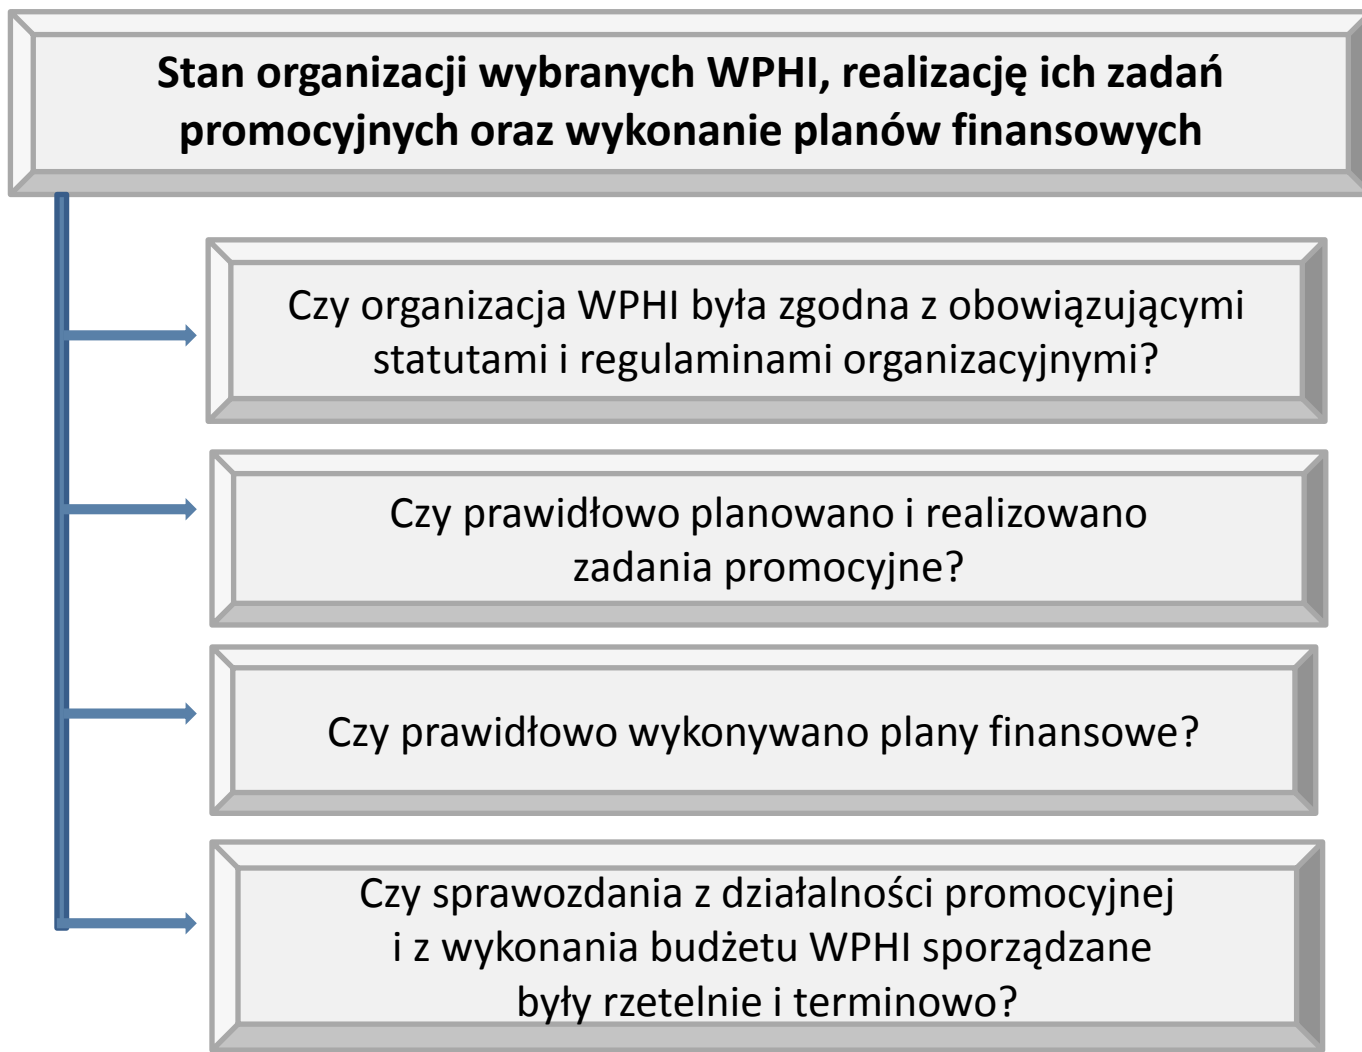 Stan organizacji wybranych WPHI, realizację ich zadań
promocyjnych oraz wykonanie planów finansowych
Czy organizacja WPHI była zgodna z obowiązującymi
statutami i regulaminami organizacyjnymi?
Czy prawidłowo planowano i realizowano
zadania promocyjne?
Czy prawidłowo wykonywano plany finansowe?
Czy sprawozdania z działalności promocyjnej
i z wykonania budżetu WPHI sporządzane
były rzetelnie i terminowo?